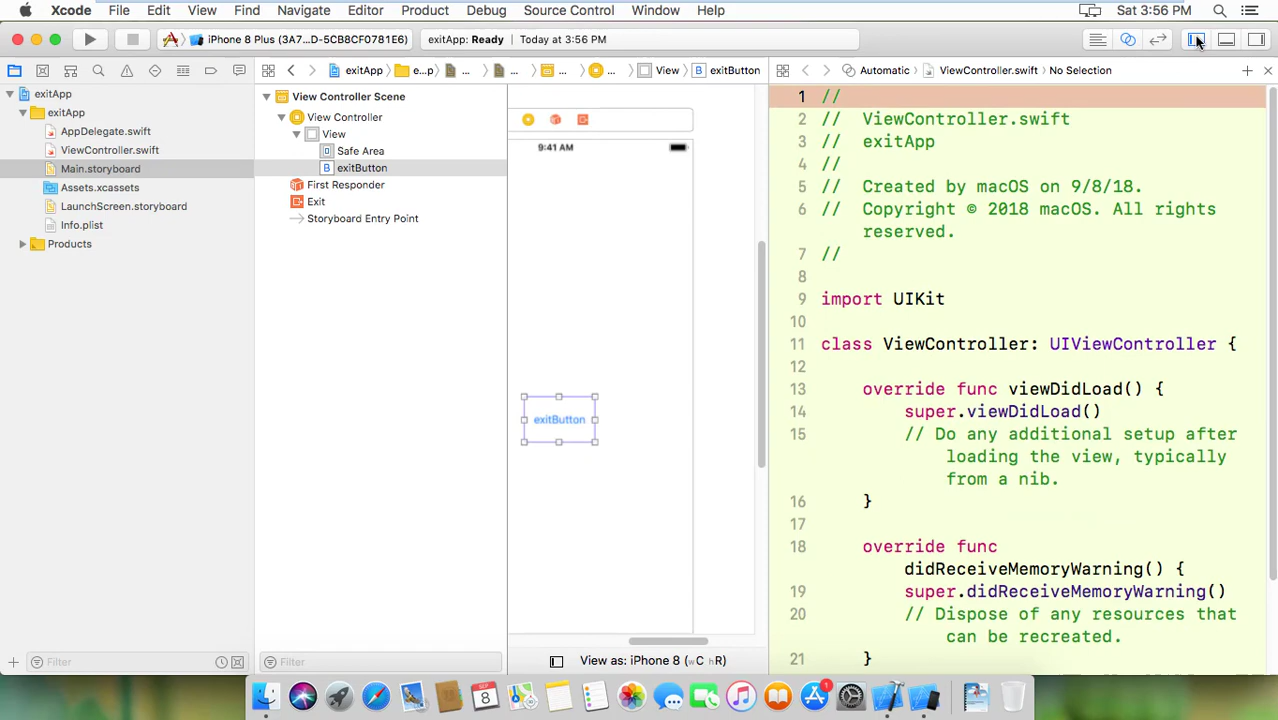 Xcode File Edit View Find Navigate Editor Product Debug Source Control Window Help Sat 3:56 PM
iPhone 8 Plus (3A7...D-5CB8CF0781E6) exitApp: Ready Today at 3:56 PM
exitApp e...p ... ... ... ... View B exitButton Automatic ViewController.swift No Selection
exitApp
exitApp
AppDelegate.swift
ViewController.swift
Main.storyboard
Assets.xcassets
LaunchScreen.storyboard
Info.plist
Products
Filter
View Controller Scene
View Controller
View
Safe Area
B exitButton
First Responder
Exit
Storyboard Entry Point
Filter
9:41 AM
exitButton
View as: iPhone 8 (wC hR)
1 //
2 // ViewController.swift
3 // exitApp
4 //
5 // Created by macOS on 9/8/18.
6 // Copyright © 2018 macOS. All rights
reserved.
7 //
8
9 import UIKit
10
11 class ViewController: UIViewController {
12
13 override func viewDidLoad() {
14 super.viewDidLoad()
15 // Do any additional setup after
loading the view, typically
from a nib.
16 }
17
18 override func
didReceiveMemoryWarning() {
19 super.didReceiveMemoryWarning()
20 // Dispose of any resources that
can be recreated.
21 }
SEP
8
1